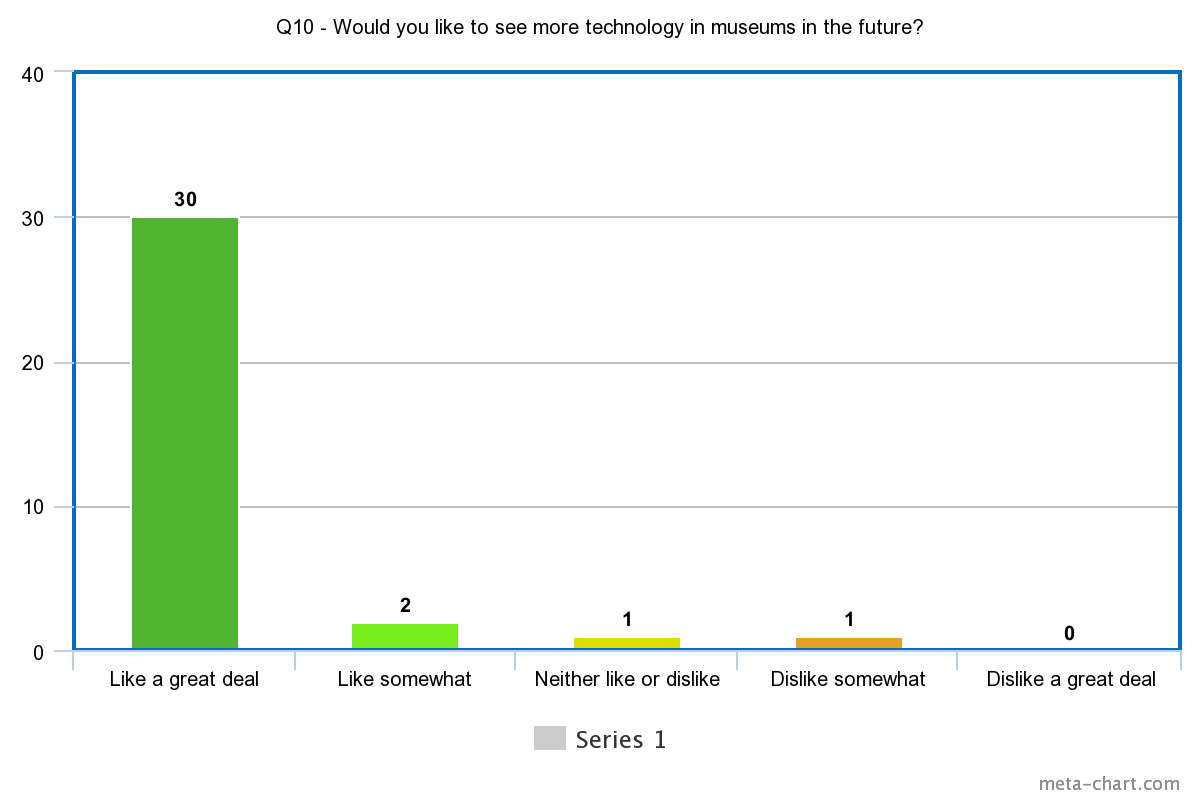 Q10 - Would you like to see more technology in museums in the future?
40
30
30
20
10
2
1
1
0
0
Like a great deal
Like somewhat
Neither like or dislike
Dislike somewhat
Dislike a great deal
Series 1
meta-chart.com